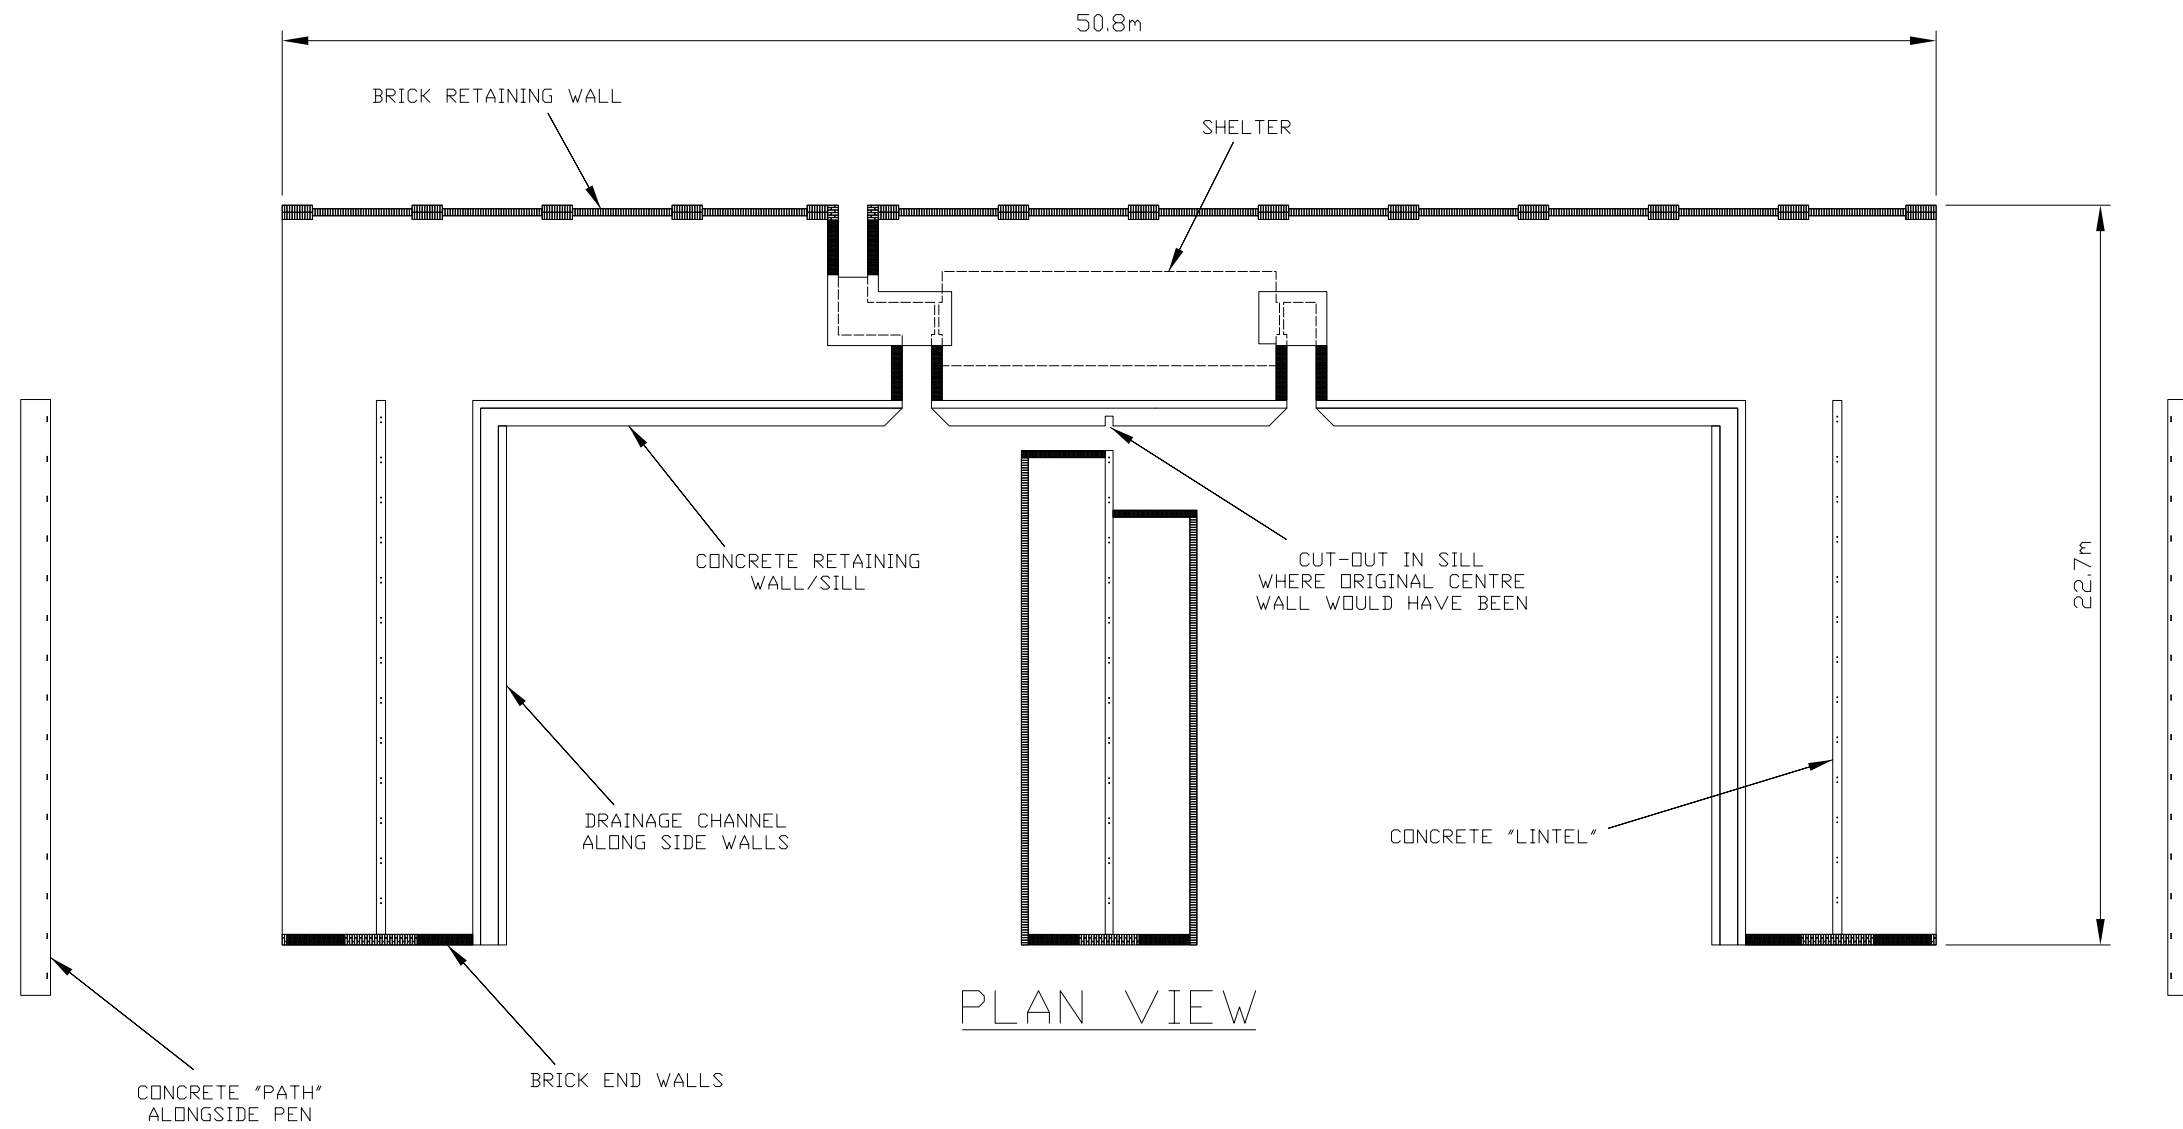 50.8m
BRICK RETAINING WALL
SHELTER
CONCRETE RETAINING
WALL/SILL
CUT-OUT IN SILL
WHERE ORIGINAL CENTRE
WALL WOULD HAVE BEEN
22.7m
DRAINAGE CHANNEL
ALONG SIDE WALLS
CONCRETE "LINTEL"
PLAN VIEW
BRICK END WALLS
CONCRETE "PATH"
ALONGSIDE PEN